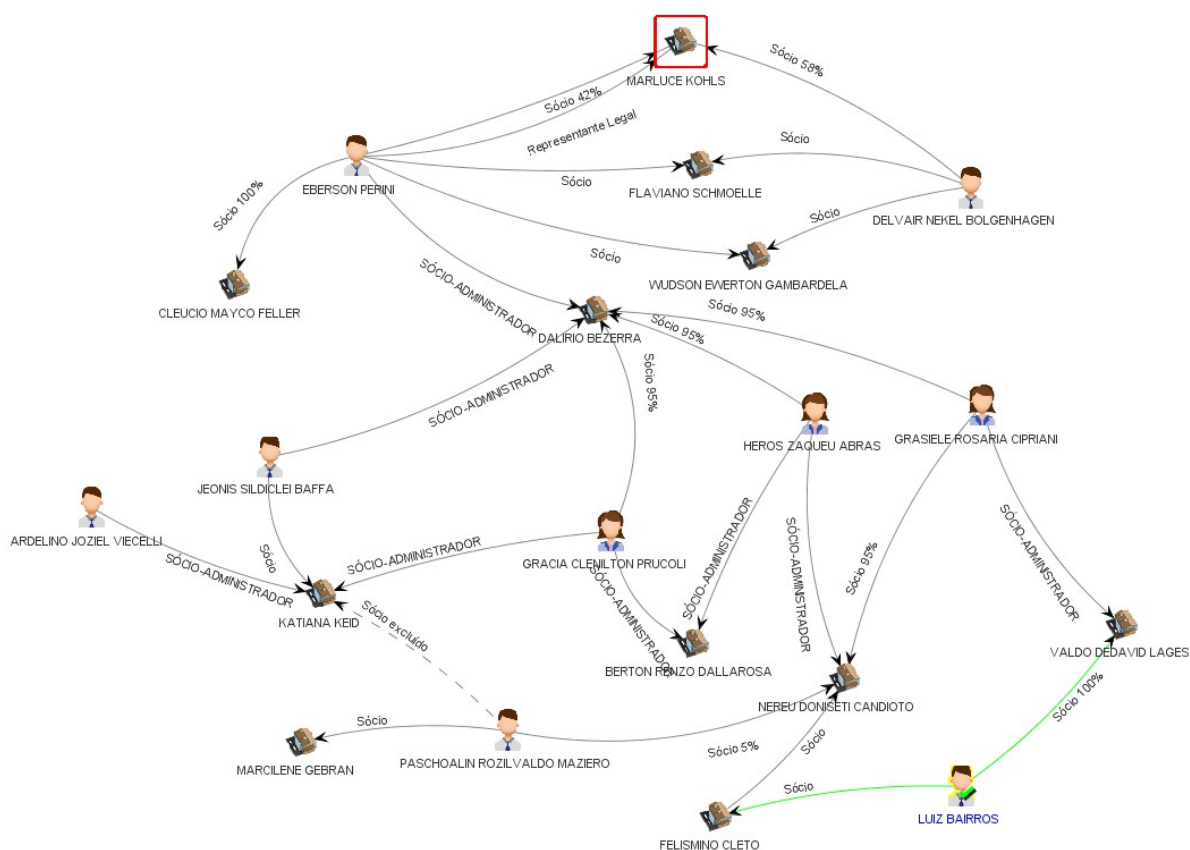 MARLUCE KOHLS
Sócio 58%
Sócio 42%
Representante Legal
Sócio
EBERSON PERINI
Sócio
FLAVIANO SCHMOELLE
DELVAIR NEKEL BOLGENHAGEN
Sócio 100%
Sócio
Sócio
WUDSON EWERTON GAMBARDELA
CLEUCIO MAYCO FELLER
SÓCIO-ADMINISTRADOR
DALIRIO BEZERRA
Sócio 95%
Sócio 95%
Sócio 95%
SÓCIO-ADMINISTRADOR
HEROS ZAQUEU ABRAS
GRASIELE ROSARIA CIPRIANI
JEONIS SILDICLEI BAFFA
ARDELINO JOZIEL VIECELLI
SÓCIO-ADMINISTRADOR
Sócio
SÓCIO-ADMINISTRADOR
GRACIA CLENILTON PRUCOLI
SÓCIO-ADMINISTRADOR
SÓCIO-ADMINISTRADOR
SÓCIO-ADMINISTRADOR
Sócio 95%
SÓCIO-ADMINISTRADOR
KATIANA KEID
Sócio excluído
BERTON RENZO DALLAROSA
VALDO DEDAVID LAGES
NEREU DONISETI CANDIOTO
Sócio
MARCILENE GEBRAN
PASCHOALIN ROZILVALDO MAZIERO
Sócio 5%
Sócio
Sócio 100%
Sócio
LUIZ BAIRROS
FELISMINO CLETO